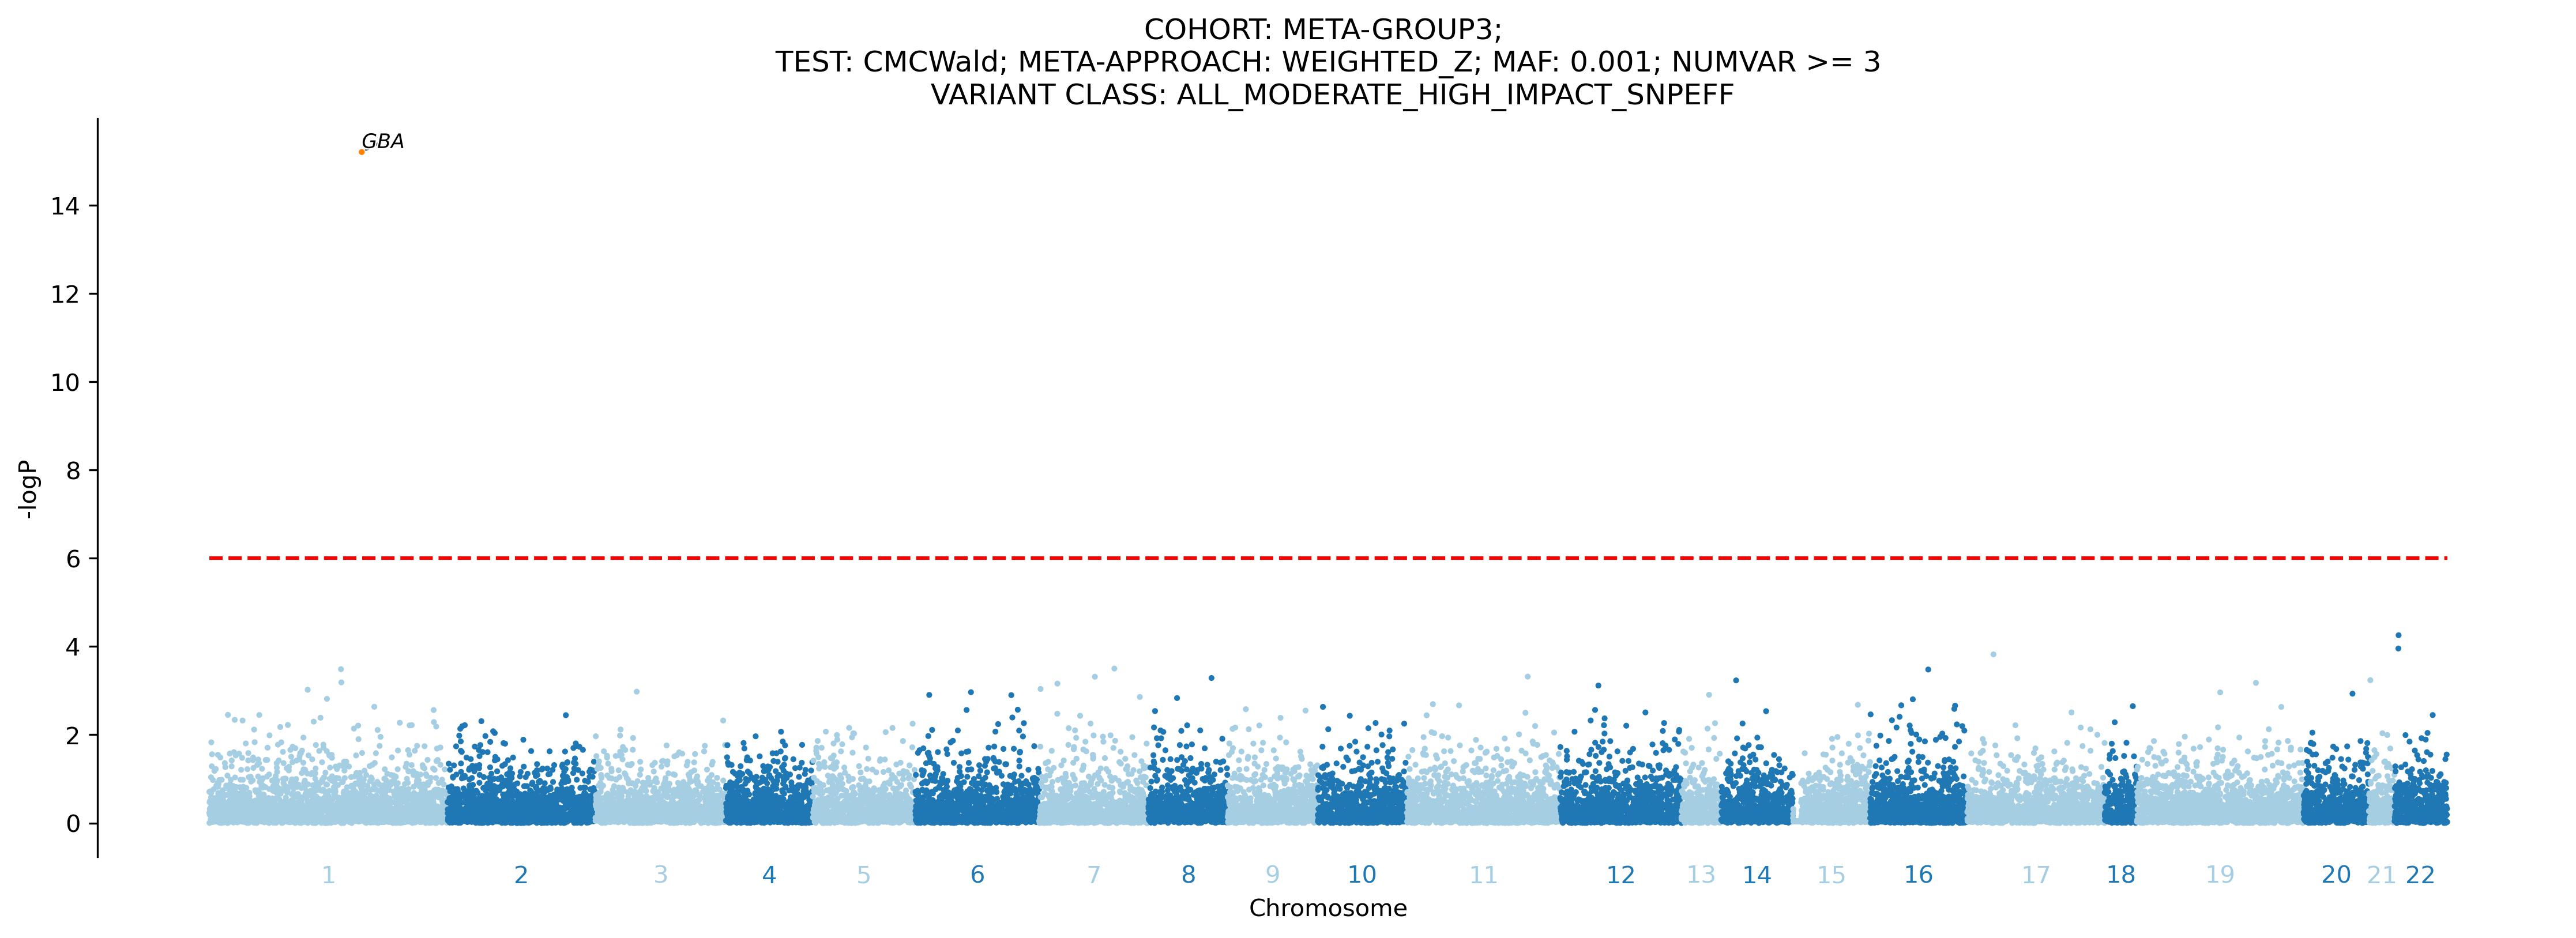 COHORT: META-GROUP3;
TEST: CMCWald; META-APPROACH: WEIGHTED_Z; MAF: 0.001; NUMVAR >= 3
VARIANT CLASS: ALL_MODERATE_HIGH_IMPACT_SNPEFF
GBA
14
12
10
8
6
4
2
0
-logP
1 2 3 4 5 6 7 8 9 10 11 12 13 14 15 16 17 18 19 20 21 22
Chromosome